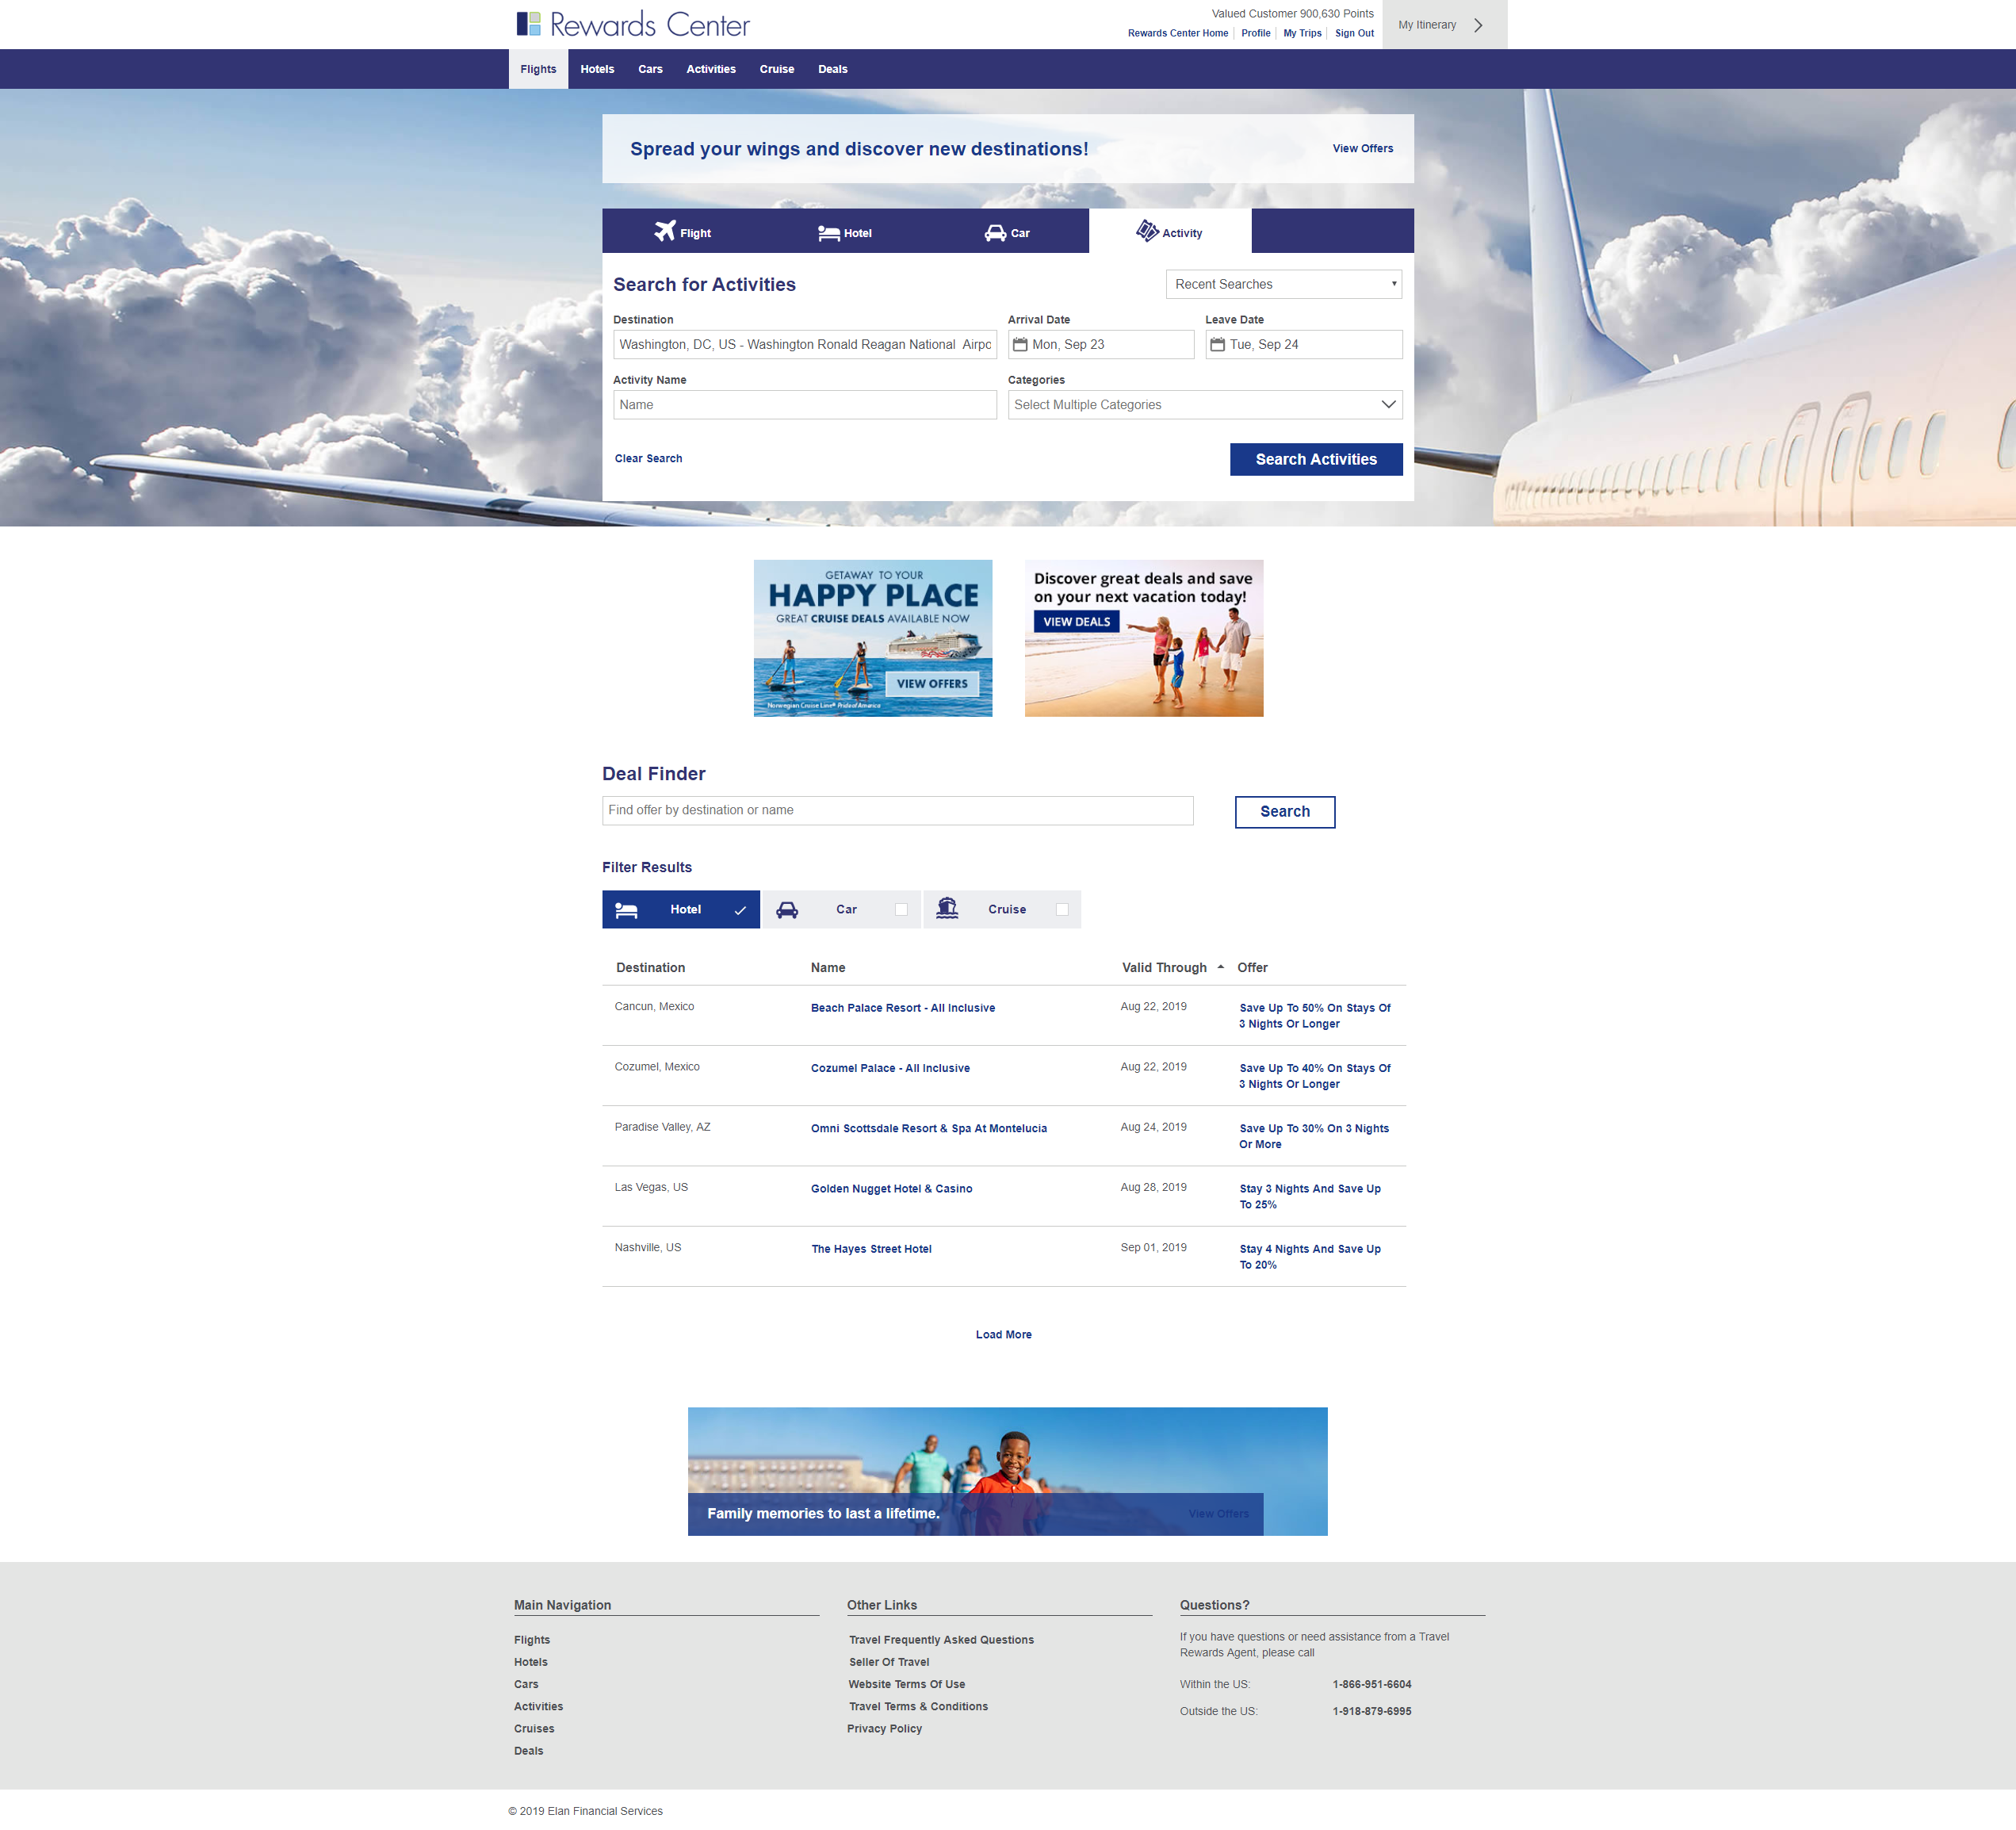 Rewards Center
Valued Customer 900,630 Points
Rewards Center Home
Profile
My Trips
Sign Out
My Itinerary
Flights
Hotels
Cars
Activities
Cruise
Deals
Spread your wings and discover new destinations!
View Offers
Flight
Hotel
Car
Activity
Search for Activities
Recent Searches
Destination
Arrival Date
Leave Date
Washington, DC, US - Washington Ronald Reagan National Airpo
Mon, Sep 23
Tue, Sep 24
Activity Name
Categories
Name
Select Multiple Categories
Clear Search
Search Activities
GETAWAY TO YOUR
HAPPY PLACE
GREAT CRUISE DEALS AVAILABLE NOW
VIEW OFFERS
Norwegian Cruise Line® Pride of America
Discover great deals and save
on your next vacation today!
VIEW DEALS
Deal Finder
Find offer by destination or name
Search
Filter Results
Hotel
Car
Cruise
Destination
Name
Valid Through
Offer
Cancun, Mexico
Beach Palace Resort - All Inclusive
Aug 22, 2019
Save Up To 50% On Stays Of
3 Nights Or Longer
Cozumel, Mexico
Cozumel Palace - All Inclusive
Aug 22, 2019
Save Up To 40% On Stays Of
3 Nights Or Longer
Paradise Valley, AZ
Omni Scottsdale Resort & Spa At Montelucia
Aug 24, 2019
Save Up To 30% On 3 Nights
Or More
Las Vegas, US
Golden Nugget Hotel & Casino
Aug 28, 2019
Stay 3 Nights And Save Up
To 25%
Nashville, US
The Hayes Street Hotel
Sep 01, 2019
Stay 4 Nights And Save Up
To 20%
Load More
Family memories to last a lifetime.
View Offers
Main Navigation
Flights
Hotels
Cars
Activities
Cruises
Deals
Other Links
Travel Frequently Asked Questions
Seller Of Travel
Website Terms Of Use
Travel Terms & Conditions
Privacy Policy
Questions?
If you have questions or need assistance from a Travel
Rewards Agent, please call
Within the US:
1-866-951-6604
Outside the US:
1-918-879-6995
© 2019 Elan Financial Services